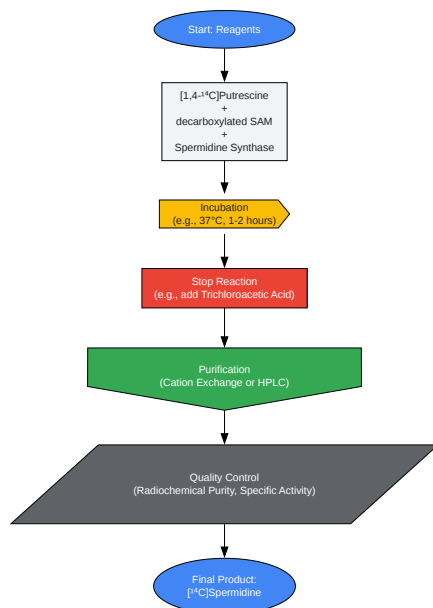 Start: Reagents
[1,4-¹⁴C]Putrescine
+
decarboxylated SAM
+
Spermidine Synthase
Incubation
(e.g., 37°C, 1-2 hours)
Stop Reaction
(e.g., add Trichloroacetic Acid)
Purification
(Cation Exchange or HPLC)
Quality Control
(Radiochemical Purity, Specific Activity)
Final Product:
[¹⁴C]Spermidine